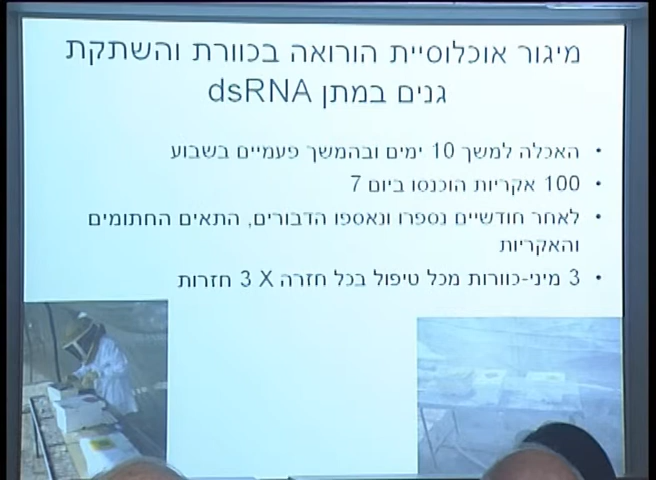 מיגור אוכלוסיית הורואה בכוורת והשתקת
גנים במתן dsRNA
• האכלה למשך 10 ימים ובהמשך פעמיים בשבוע
• 100 אקריות הוכנסו ביום 7
• לאחר חודשיים נספרו ונאספו הדבורים, התאים החתומים
והאקריות
• 3 מיני-כוורות מכל טיפול בכל חזרה X 3 חזרות